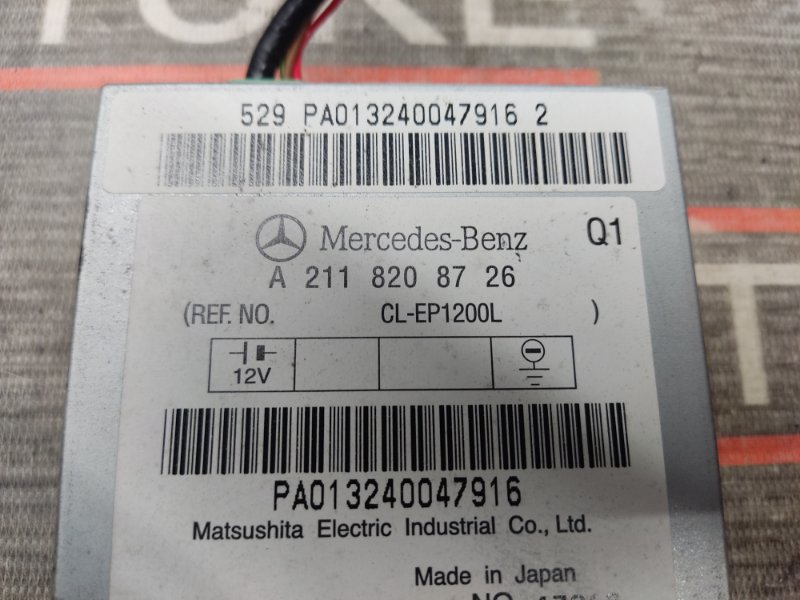 529 PA013240047916 2
Mercedes-Benz Q1
A 211 820 87 26
(REF. NO. CL-EP1200L )
12V
PA013240047916
Matsushita Electric Industrial Co., Ltd.
Made in Japan
NO.